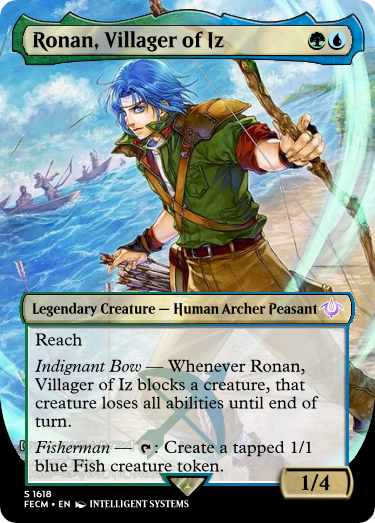 Ronan, Villager of Iz
Legendary Creature — Human Archer Peasant
Reach
Indignant Bow — Whenever Ronan,
Villager of Iz blocks a creature, that
creature loses all abilities until end of
turn.
Fisherman — : Create a tapped 1/1
blue Fish creature token.
1/4
S 1618
FECM • EN INTELLIGENT SYSTEMS